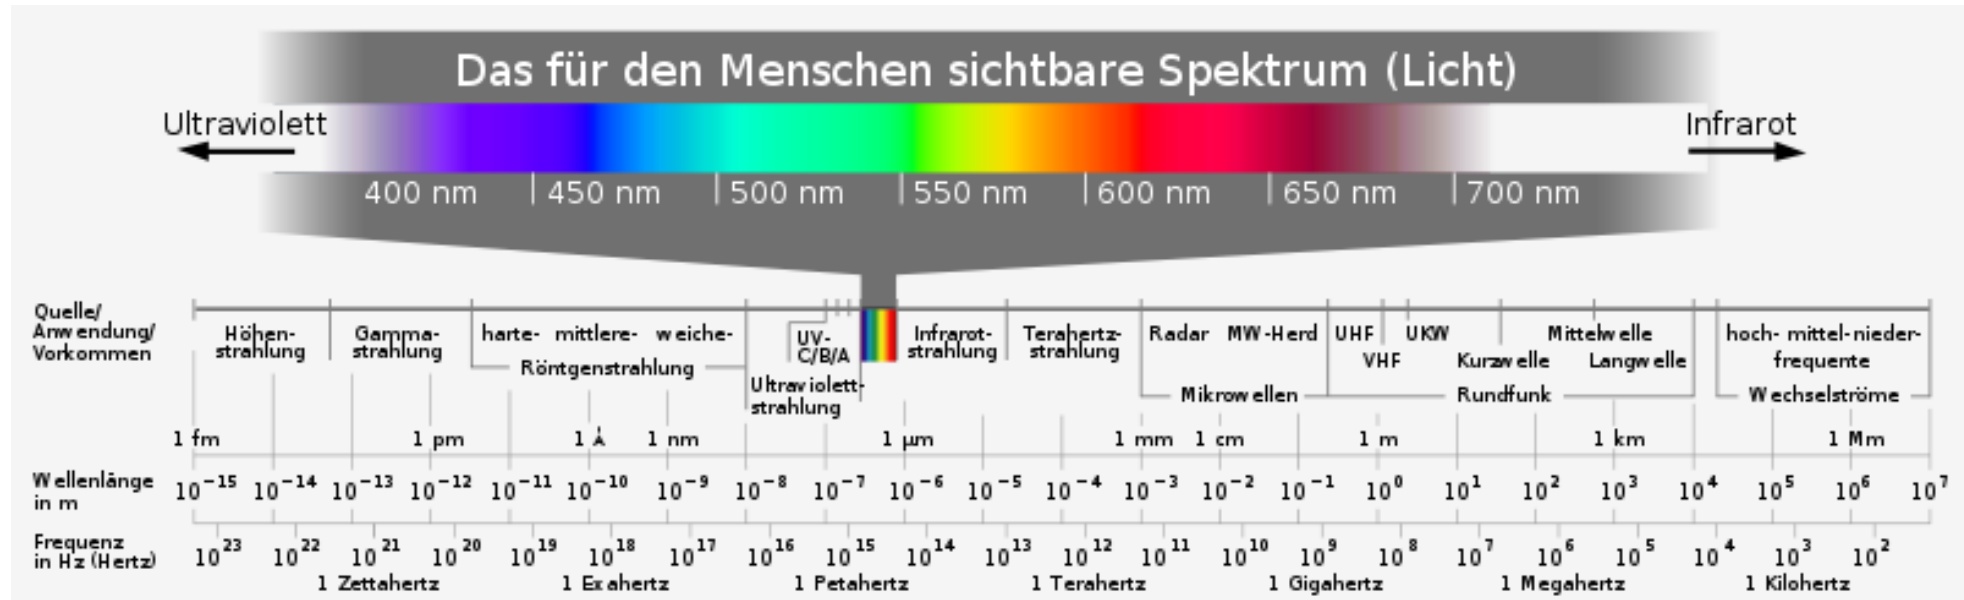 Das für den Menschen sichtbare Spektrum (Licht)
Ultraviolett
Infrarot
400 nm 450 nm 500 nm 550 nm 600 nm 650 nm 700 nm
Quelle/
Anwendung/
Vorkommen
Höhen-
strahlung
Gamma-
strahlung
harte- mittlere- weiche-
Röntgenstrahlung
UV-
C/B/A
Ultraviolett-
strahlung
Infrarot-
strahlung
Terahertz-
strahlung
Radar MW-Herd
Mikrowellen
UHF UKW Mittelwelle
VHF Kurzwelle Langwelle
Rundfunk
hoch- mittel- nieder-
frequente
Wechselströme
1 fm 1 pm 1 Å 1 nm 1 µm 1 mm 1 cm 1 m 1 km 1 Mm
Wellenlänge
in m
10⁻¹⁵ 10⁻¹⁴ 10⁻¹³ 10⁻¹² 10⁻¹¹ 10⁻¹⁰ 10⁻⁹ 10⁻⁸ 10⁻⁷ 10⁻⁶ 10⁻⁵ 10⁻⁴ 10⁻³ 10⁻² 10⁻¹ 10⁰ 10¹ 10² 10³ 10⁴ 10⁵ 10⁶ 10⁷
Frequenz
in Hz (Hertz)
10²³ 10²² 10²¹ 10²⁰ 10¹⁹ 10¹⁸ 10¹⁷ 10¹⁶ 10¹⁵ 10¹⁴ 10¹³ 10¹² 10¹¹ 10¹⁰ 10⁹ 10⁸ 10⁷ 10⁶ 10⁵ 10⁴ 10³ 10²
1 Zettahertz 1 Exahertz 1 Petahertz 1 Terahertz 1 Gigahertz 1 Megahertz 1 Kilohertz